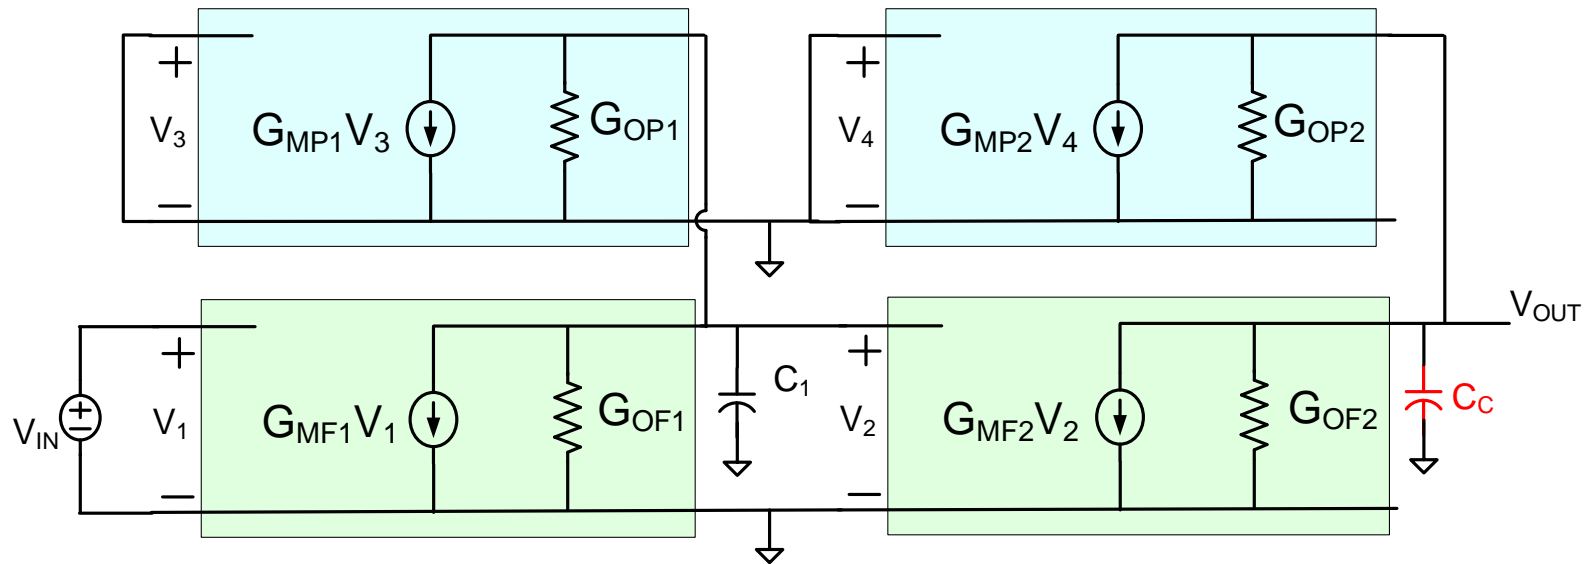 +
V3
−
GMP1V3
GOP1
+
V4
−
GMP2V4
GOP2
VIN
+
−
+
V1
−
GMF1V1
GOF1
C1
+
V2
−
GMF2V2
GOF2
VOUT
CC